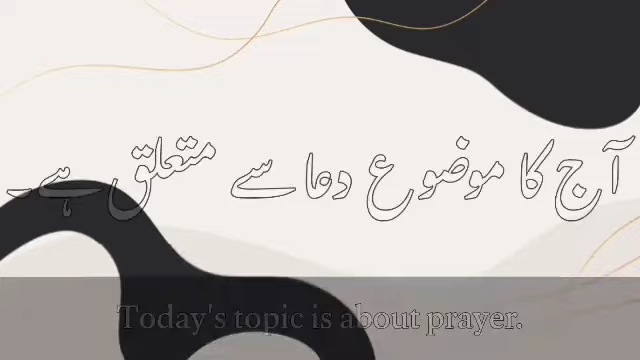 آج کا موضوع دعا سے متعلق ہے۔
Today's topic is about prayer.